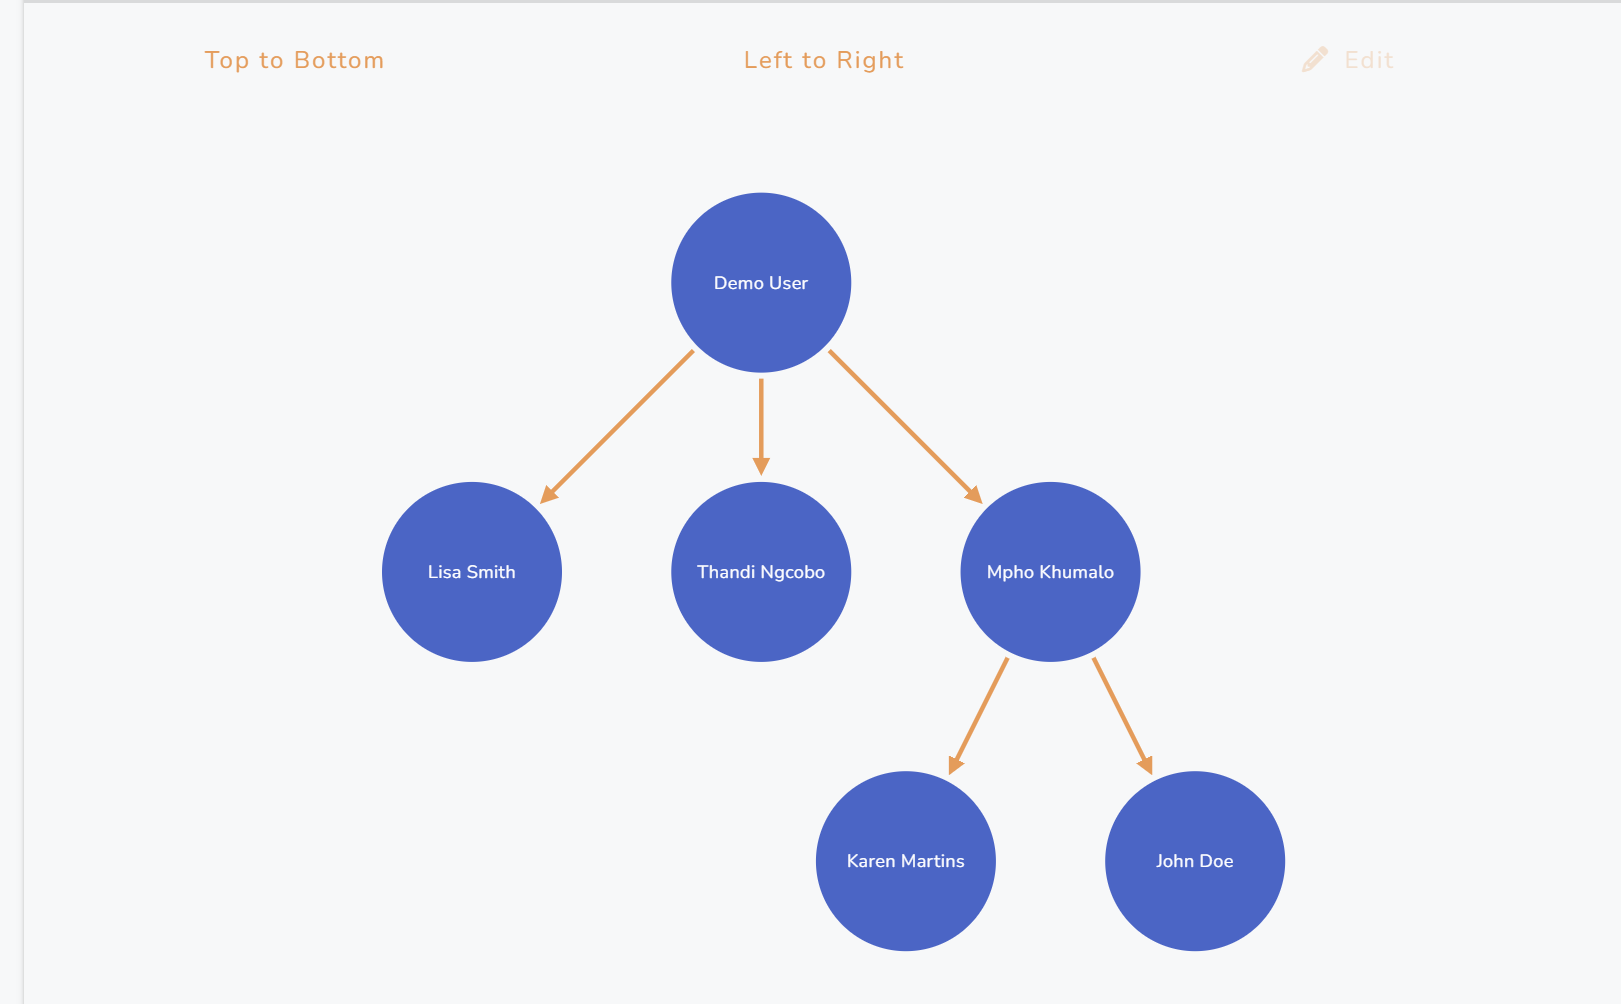 Top to Bottom
Left to Right
Edit
Demo User
Lisa Smith
Thandi Ngcobo
Mpho Khumalo
Karen Martins
John Doe